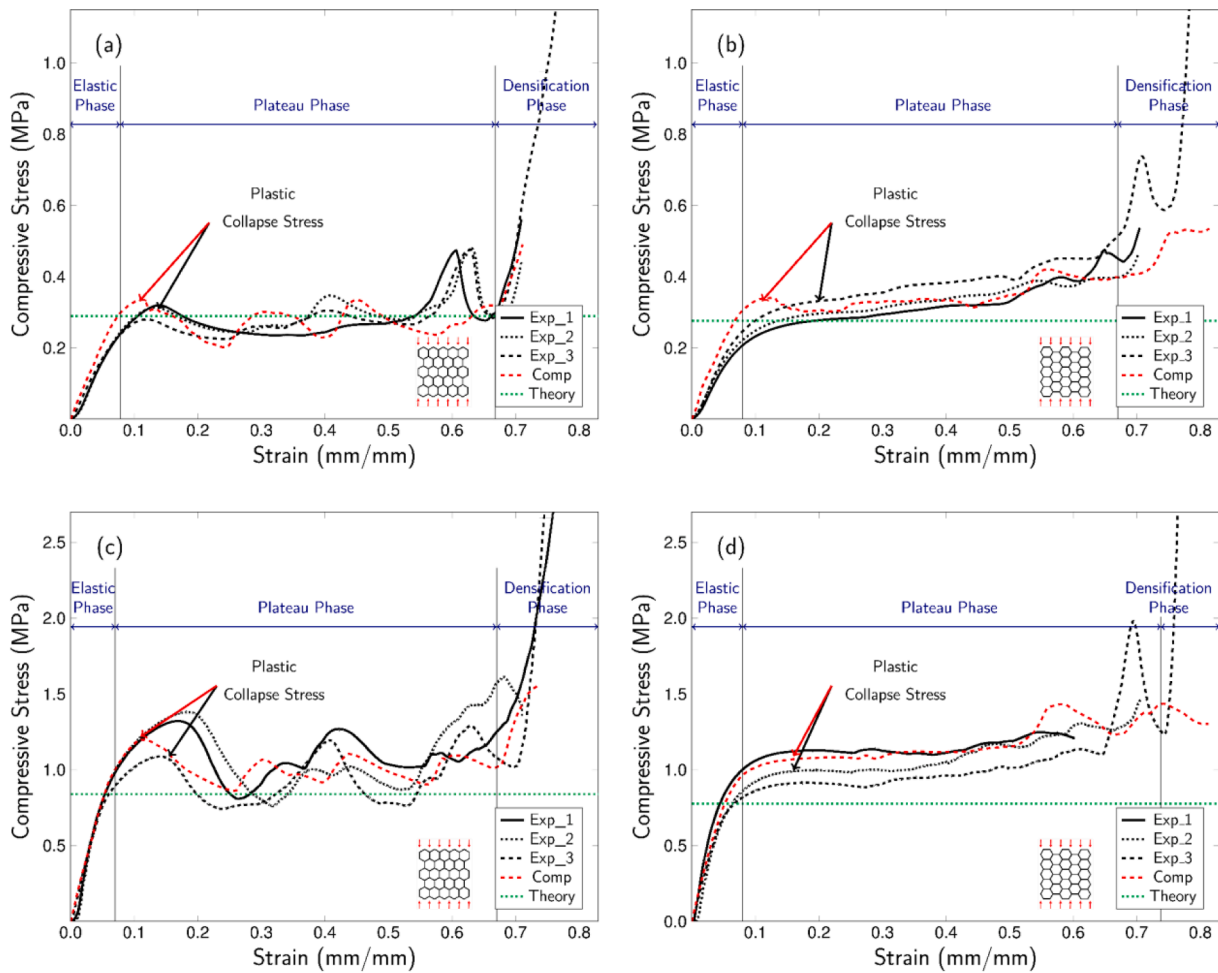 (a)
Elastic
Phase
Plateau Phase
Densification
Phase
Plastic
Collapse Stress
Compressive Stress (MPa)
1.0
0.8
0.6
0.4
0.2
Exp_1
Exp_2
Exp_3
Comp
Theory
0.0 0.1 0.2 0.3 0.4 0.5 0.6 0.7 0.8
Strain (mm/mm)
(b)
Elastic
Phase
Plateau Phase
Densification
Phase
Plastic
Collapse Stress
Compressive Stress (MPa)
1.0
0.8
0.6
0.4
0.2
Exp_1
Exp_2
Exp_3
Comp
Theory
0.0 0.1 0.2 0.3 0.4 0.5 0.6 0.7 0.8
Strain (mm/mm)
(c)
Elastic
Phase
Plateau Phase
Densification
Phase
Plastic
Collapse Stress
Compressive Stress (MPa)
2.5
2.0
1.5
1.0
0.5
0.0
Exp_1
Exp_2
Exp_3
Comp
Theory
0.0 0.1 0.2 0.3 0.4 0.5 0.6 0.7 0.8
Strain (mm/mm)
(d)
Elastic
Phase
Plateau Phase
Densification
Phase
Plastic
Collapse Stress
Compressive Stress (MPa)
2.5
2.0
1.5
1.0
0.5
0.0
Exp_1
Exp_2
Exp_3
Comp
Theory
0.0 0.1 0.2 0.3 0.4 0.5 0.6 0.7 0.8
Strain (mm/mm)